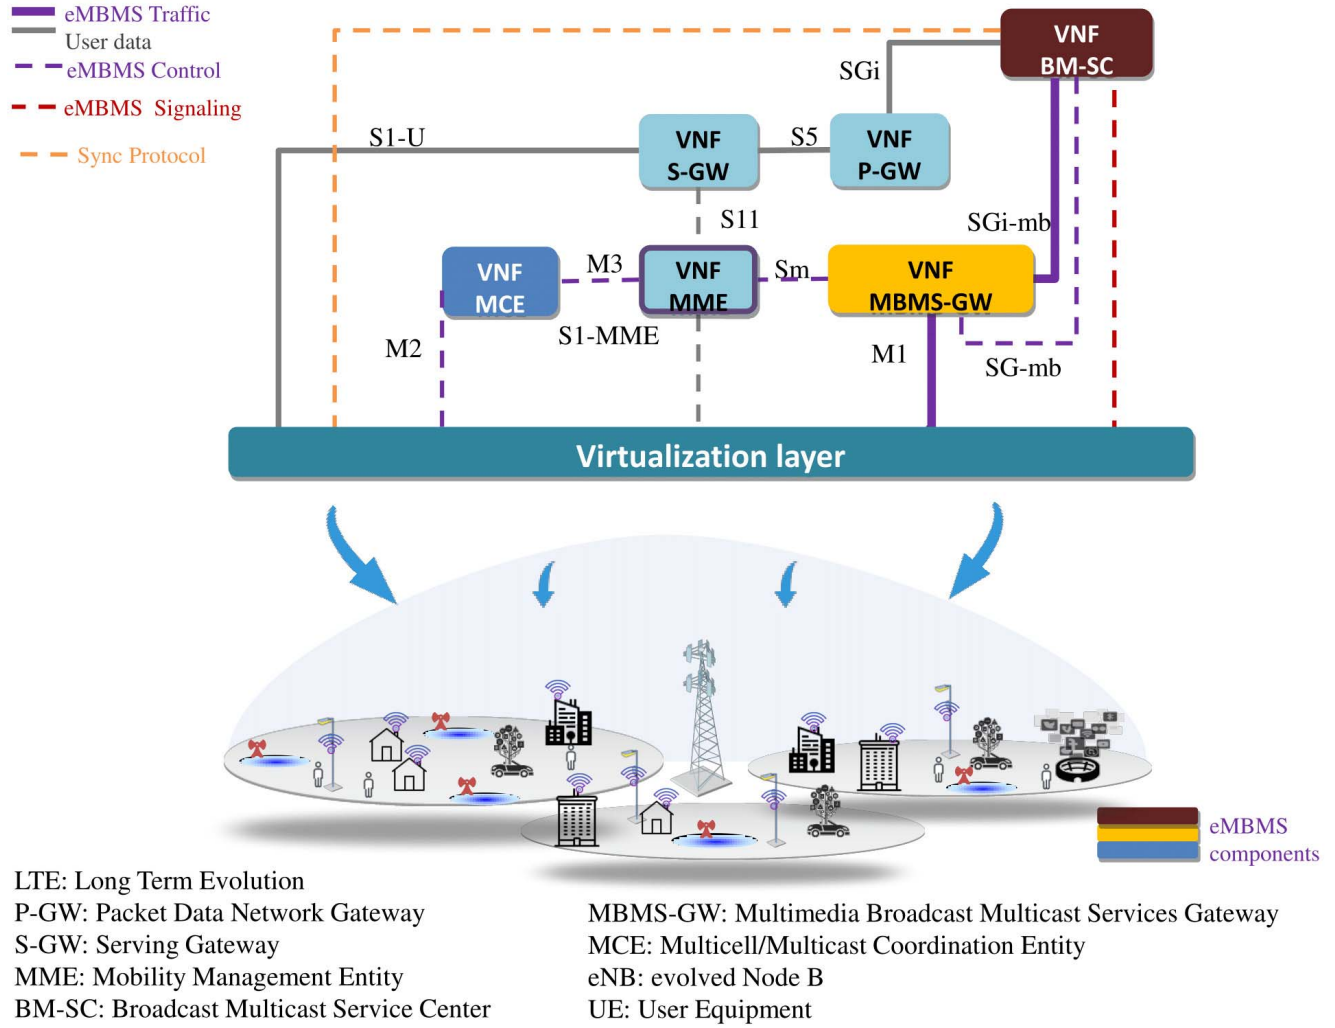 eMBMS Traffic
User data
eMBMS Control
eMBMS Signaling
Sync Protocol
VNF
BM-SC
SGi
S1-U
VNF
S-GW
S5
VNF
P-GW
S11
SGi-mb
VNF
MCE
M3
VNF
MME
Sm
VNF
MBMS-GW
S1-MME
M2
M1
SG-mb
Virtualization layer
eMBMS
components
LTE: Long Term Evolution
P-GW: Packet Data Network Gateway
S-GW: Serving Gateway
MME: Mobility Management Entity
BM-SC: Broadcast Multicast Service Center
MBMS-GW: Multimedia Broadcast Multicast Services Gateway
MCE: Multicell/Multicast Coordination Entity
eNB: evolved Node B
UE: User Equipment